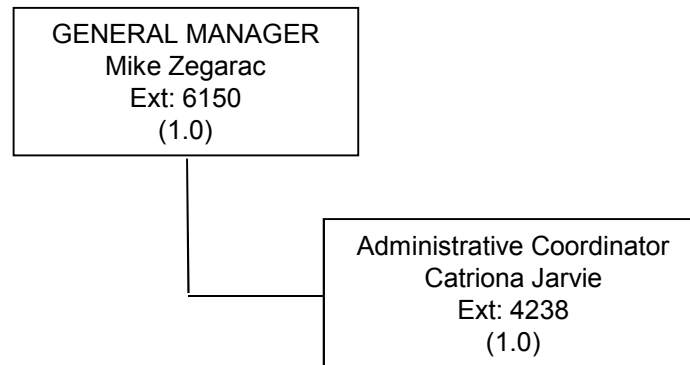 GENERAL MANAGER
Mike Zegarac
Ext: 6150
(1.0)
Administrative Coordinator
Catriona Jarvie
Ext: 4238
(1.0)